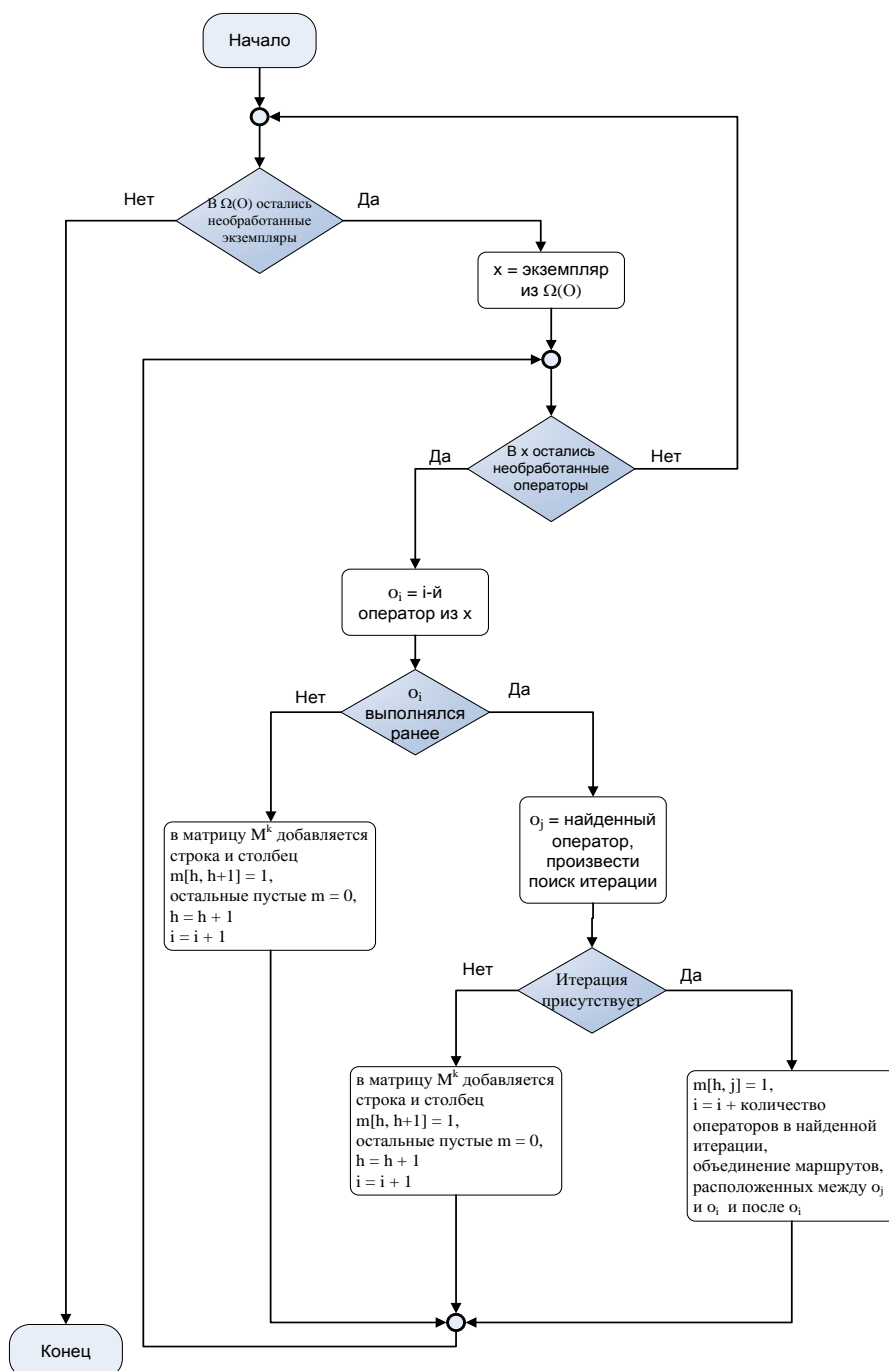 Начало
Нет
Да
В Ω(O) остались
необработанные
экземпляры
x = экземпляр
из Ω(O)
Да
Нет
В x остались
необработанные
операторы
oi = i-й
оператор из x
Нет
Да
oi
выполнялся
ранее
в матрицу Mk добавляется
строка и столбец
m[h, h+1] = 1,
остальные пустые m = 0,
h = h + 1
i = i + 1
oj = найденный
оператор,
произвести
поиск итерации
Нет
Да
Итерация
присутствует
в матрицу Mk добавляется
строка и столбец
m[h, h+1] = 1,
остальные пустые m = 0,
h = h + 1
i = i + 1
m[h, j] = 1,
i = i + количество
операторов в найденной
итерации,
объединение маршрутов,
расположенных между oj
и oi и после oi
Конец